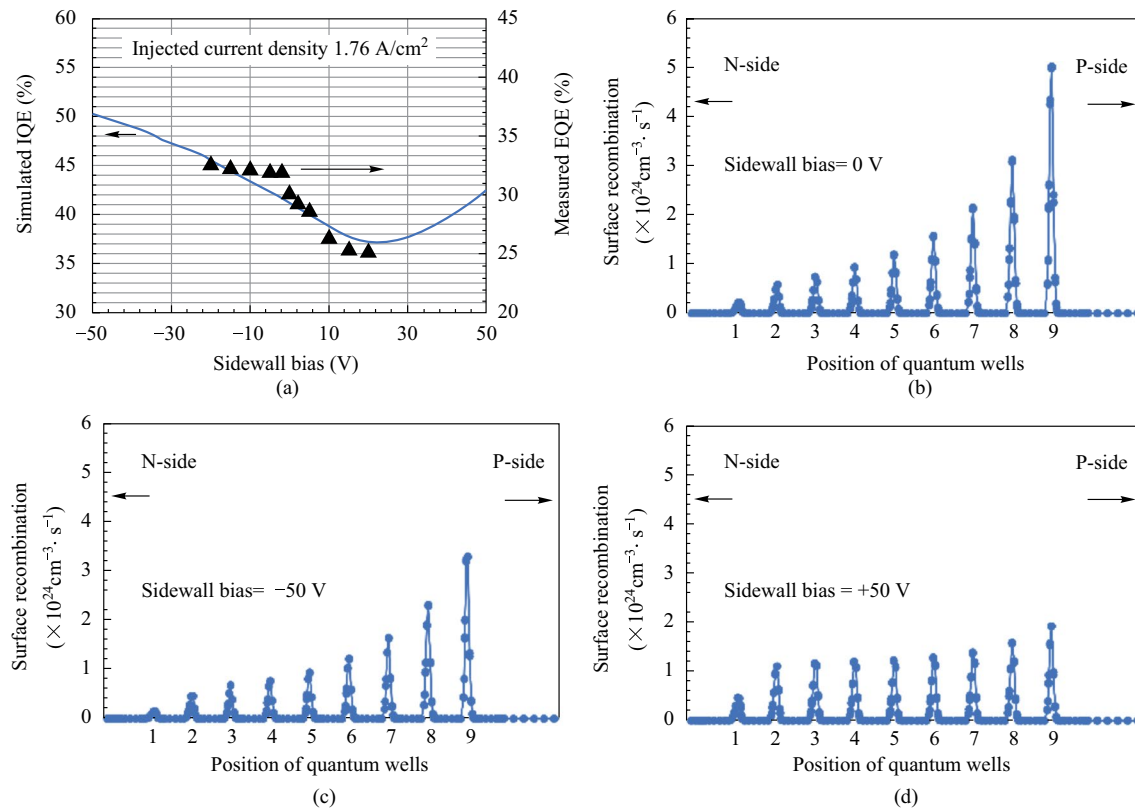 60
55
50
45
40
35
30
Simulated IQE (%)
Injected current density 1.76 A/cm²
45
40
35
30
25
20
Measured EQE (%)
−50
−30
−10
10
30
50
Sidewall bias (V)
(a)
6
5
4
3
2
1
0
Surface recombination
(×10²⁴cm⁻³· s⁻¹)
N-side
P-side
Sidewall bias= 0 V
1 2 3 4 5 6 7 8 9
Position of quantum wells
(b)
6
5
4
3
2
1
0
Surface recombination
(×10²⁴cm⁻³· s⁻¹)
N-side
P-side
Sidewall bias= −50 V
1 2 3 4 5 6 7 8 9
Position of quantum wells
(c)
6
5
4
3
2
1
0
Surface recombination
(×10²⁴cm⁻³· s⁻¹)
N-side
P-side
Sidewall bias = +50 V
1 2 3 4 5 6 7 8 9
Position of quantum wells
(d)